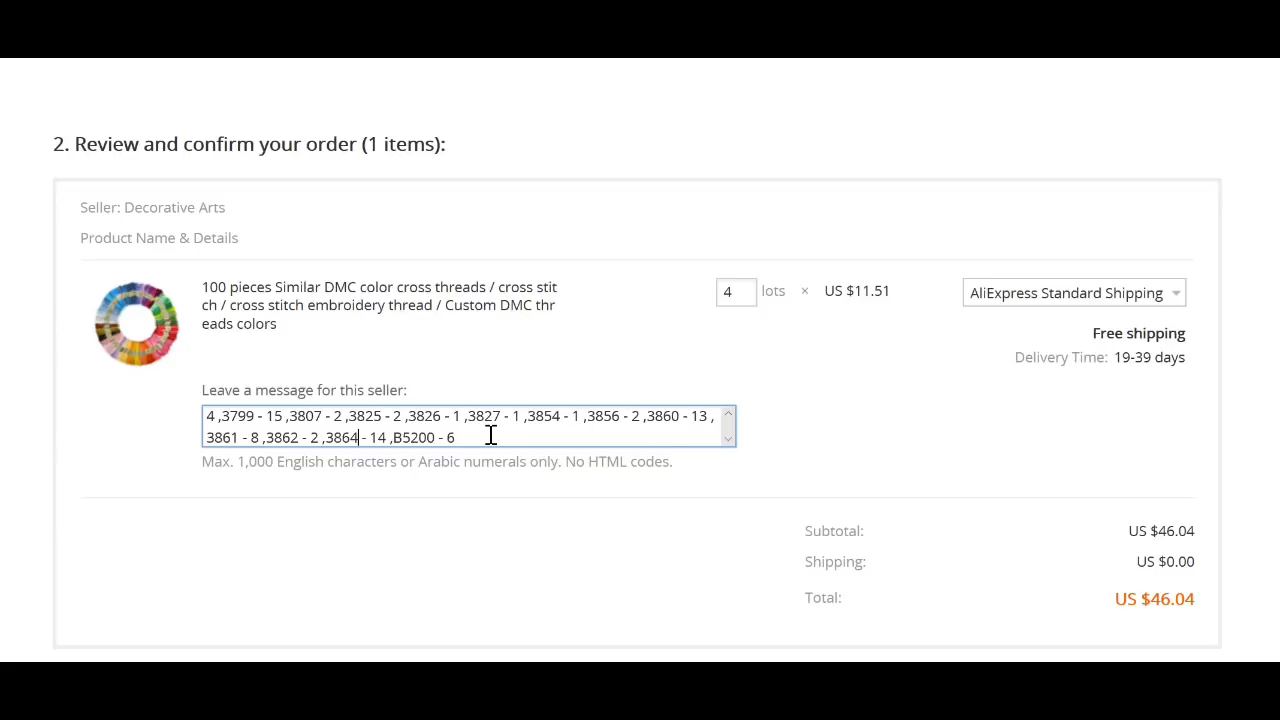 2. Review and confirm your order (1 items):
Seller: Decorative Arts
Product Name & Details
100 pieces Similar DMC color cross threads / cross stit
ch / cross stitch embroidery thread / Custom DMC thr
eads colors
4 lots × US $11.51
AliExpress Standard Shipping
Free shipping
Delivery Time: 19-39 days
Leave a message for this seller:
4 ,3799 - 15 ,3807 - 2 ,3825 - 2 ,3826 - 1 ,3827 - 1 ,3854 - 1 ,3856 - 2 ,3860 - 13 ,
3861 - 8 ,3862 - 2 ,3864 - 14 ,B5200 - 6
Max. 1,000 English characters or Arabic numerals only. No HTML codes.
Subtotal: US $46.04
Shipping: US $0.00
Total: US $46.04